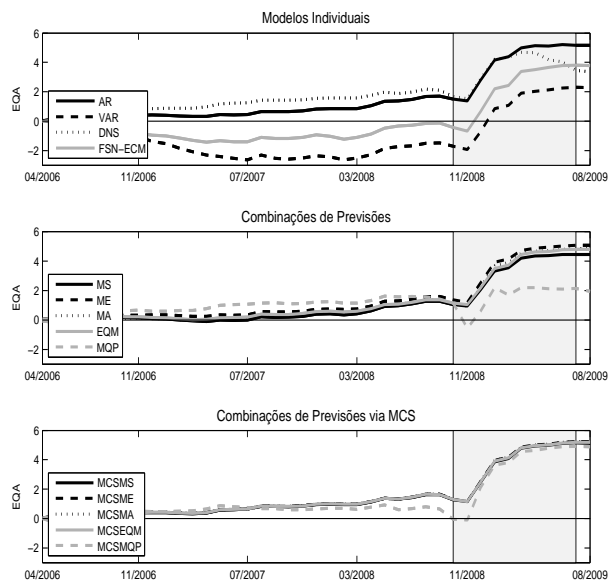 Modelos Individuais
6
4
2
0
−2
EQA
AR
VAR
DNS
FSN−ECM
04/2006 11/2006 07/2007 03/2008 11/2008 08/2009
Combinações de Previsões
6
4
2
0
−2
EQA
MS
ME
MA
EQM
MQP
04/2006 11/2006 07/2007 03/2008 11/2008 08/2009
Combinações de Previsões via MCS
6
4
2
0
−2
EQA
MCSMS
MCSME
MCSMA
MCSEQM
MCSMQP
04/2006 11/2006 07/2007 03/2008 11/2008 08/2009